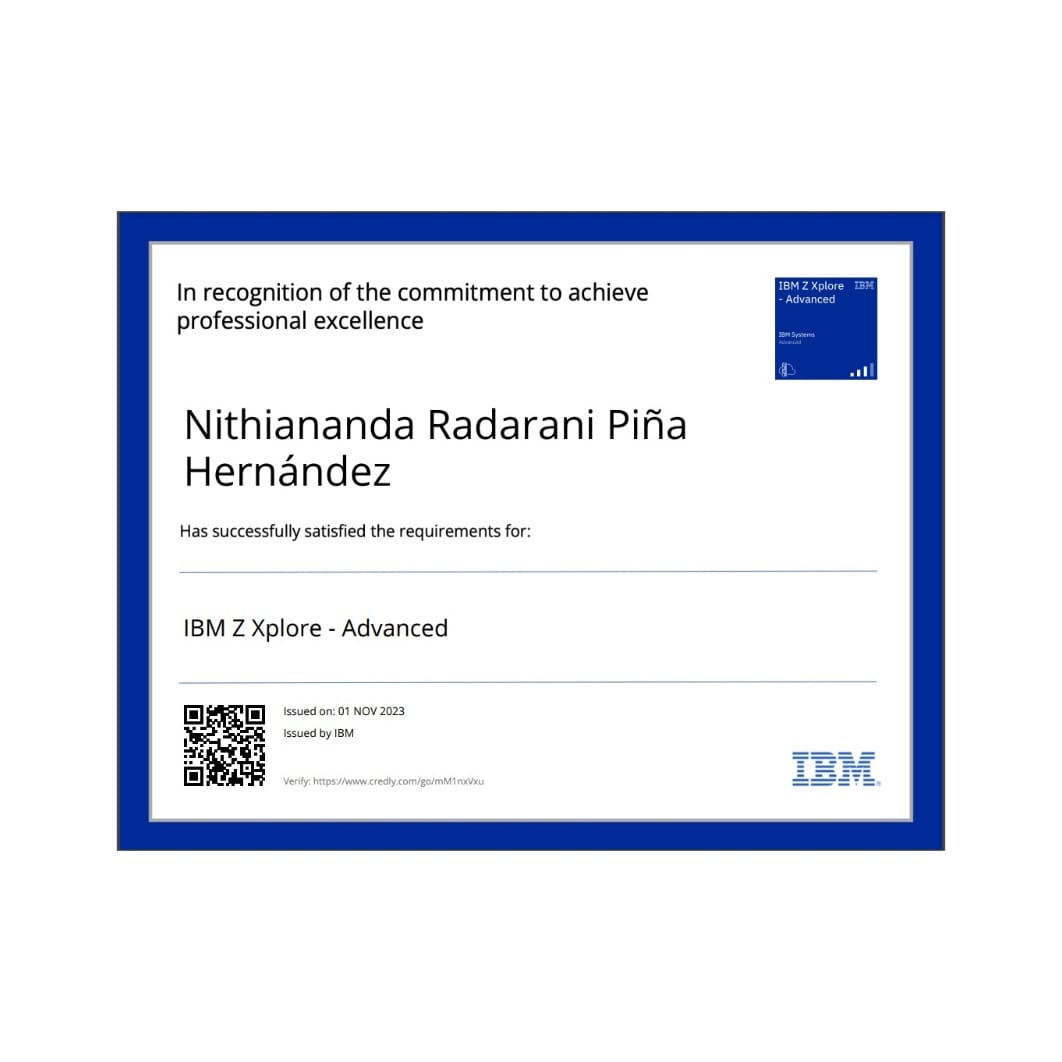 In recognition of the commitment to achieve
professional excellence
IBM Z Xplore
- Advanced
IBM
IBM Systems
Advanced
Nithiananda Radarani Piña
Hernández
Has successfully satisfied the requirements for:
IBM Z Xplore - Advanced
Issued on: 01 NOV 2023
Issued by IBM
Verify: https://www.credly.com/go/mM1nxVxu
IBM®